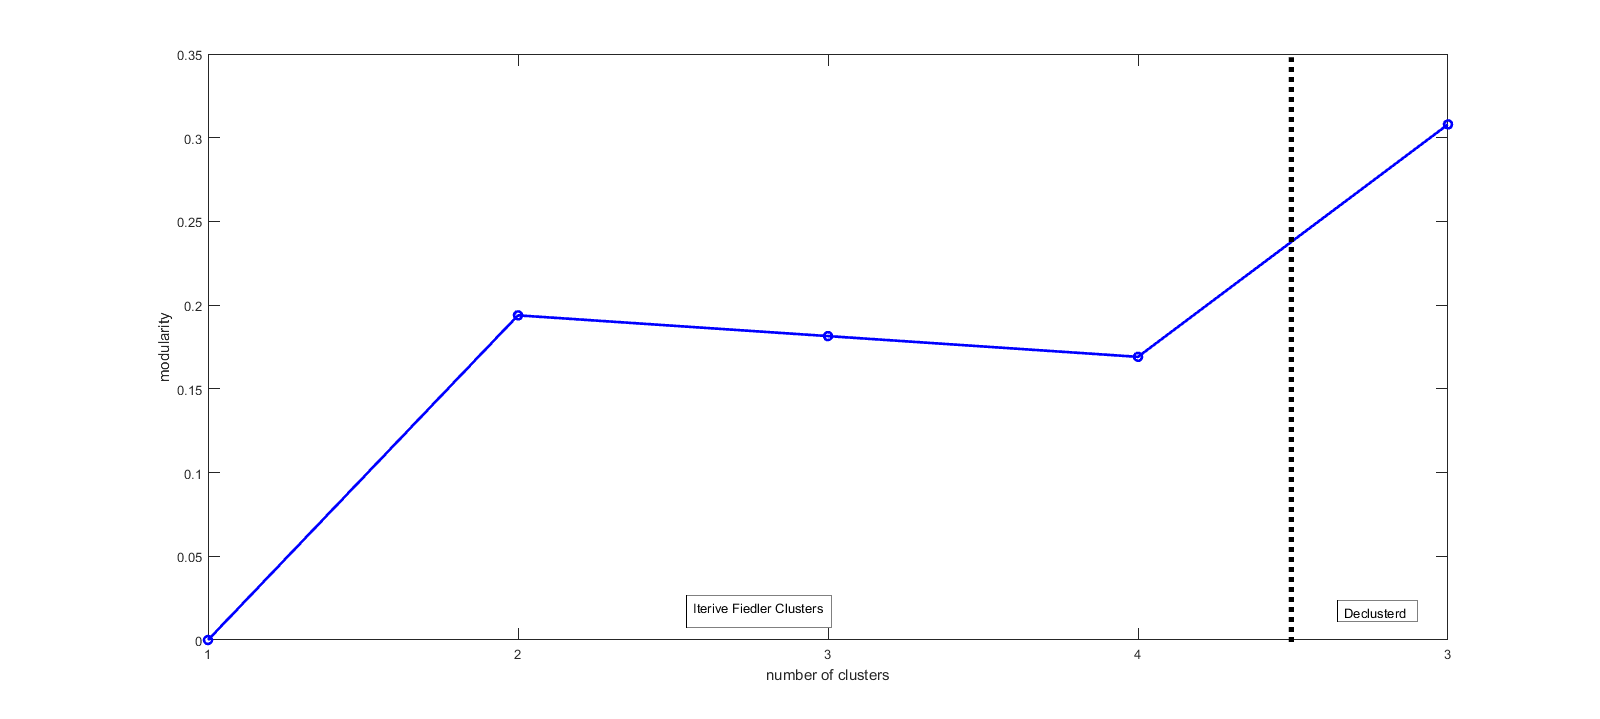 0.35
0.3
0.25
0.2
0.15
0.1
0.05
0
modularity
Iterive Fiedler Clusters
Declusterd
1 2 3 4 3
number of clusters